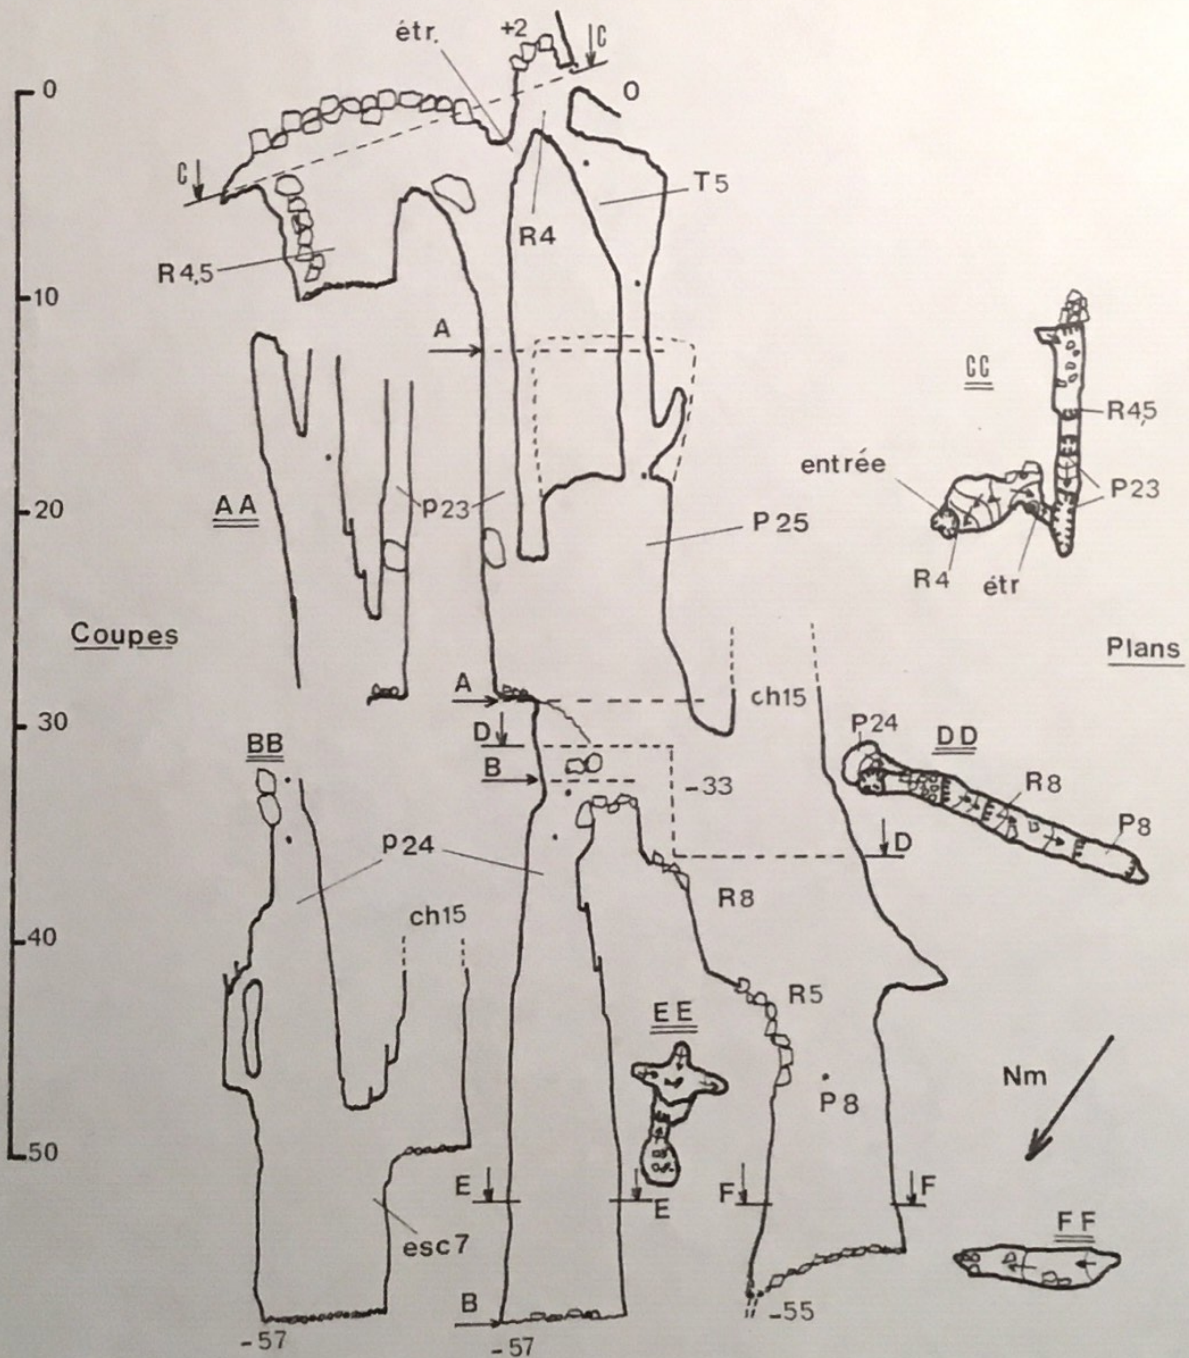 étr.
+2
C
0
O
C
T5
R4
R4,5
10
A
CC
R4,5
entrée
P23
P23
AA
20
P25
R4
étr
Coupes
Plans
A
ch15
30
D
P24
DD
BB
B
-33
R8
P8
P24
D
R8
ch15
40
R5
EE
Nm
P8
50
E
E
F
F
FF
esc7
B
-55
-57
-57